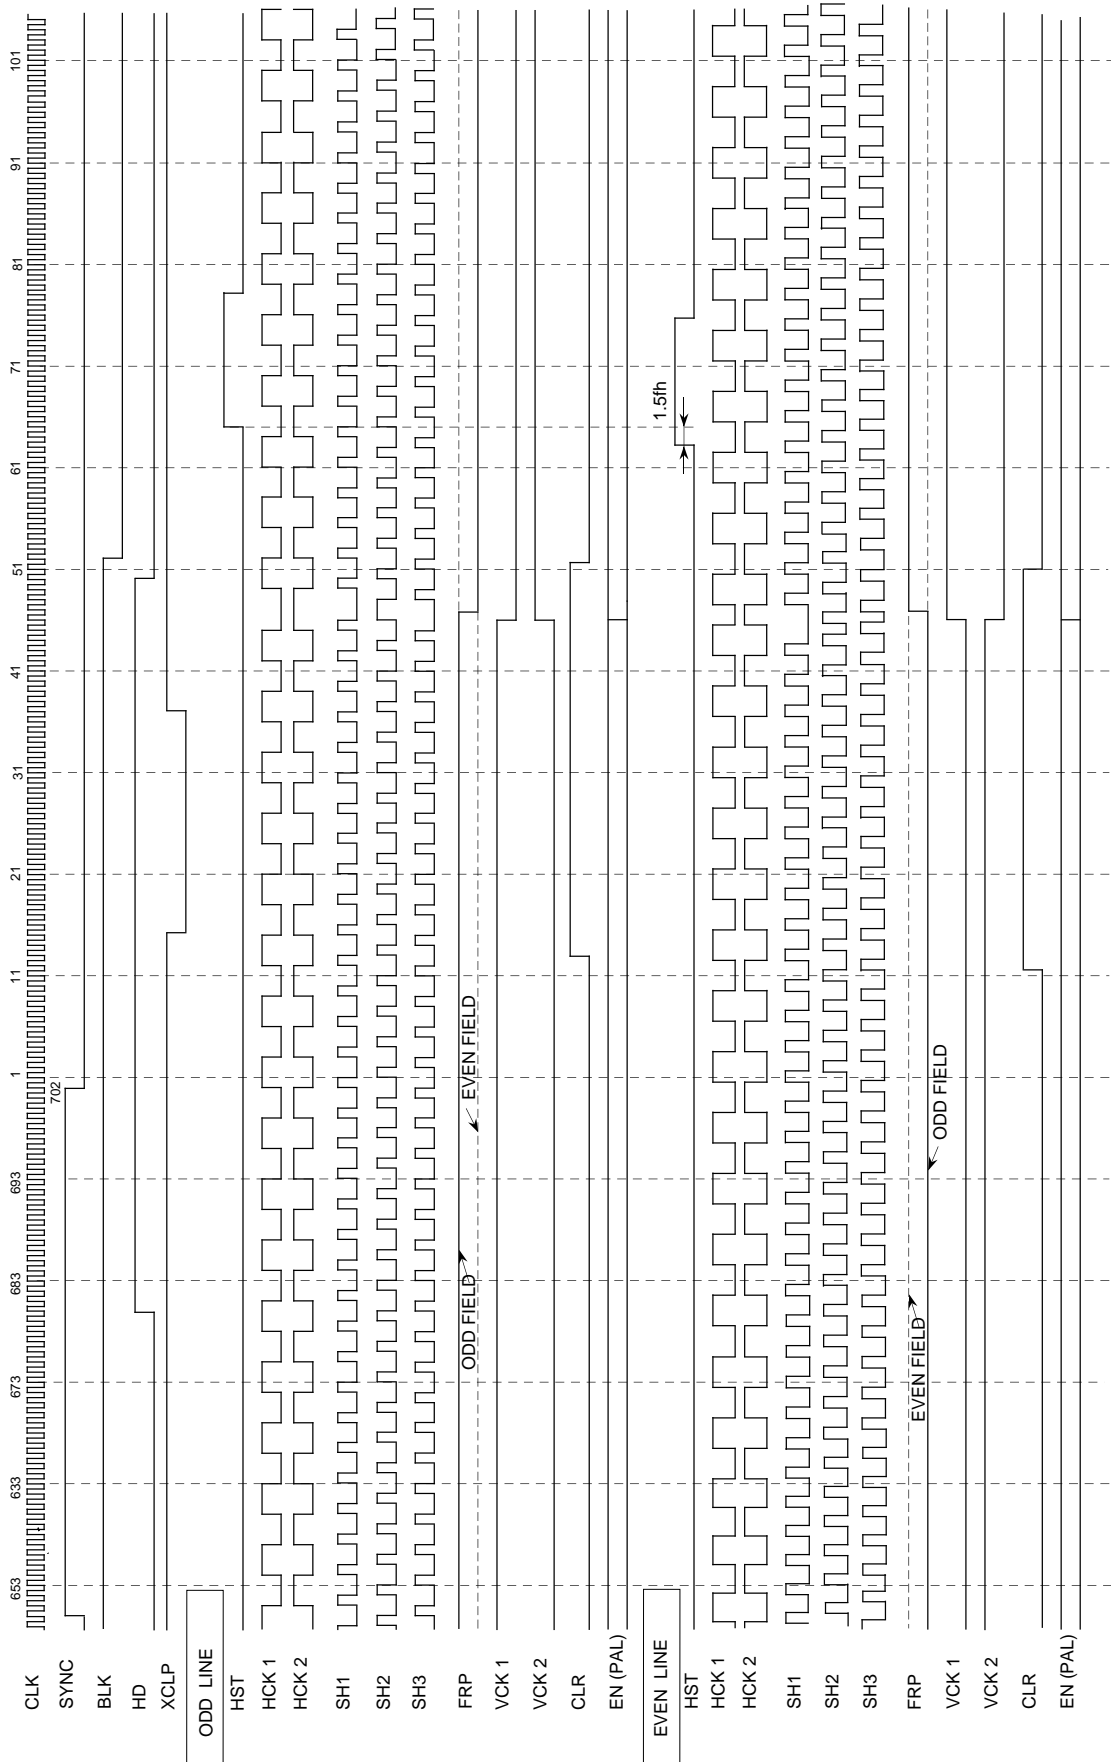 653 633 673 683 693 1 11 21 31 41 51 61 71 81 91 101
CLK
702
SYNC
BLK
HD
XCLP
ODD LINE
HST
HCK 1
HCK 2
SH1
SH2
SH3
FRP
ODD FIELD
EVEN FIELD
VCK 1
VCK 2
CLR
EN (PAL)
EVEN LINE
1.5fh
HST
HCK 1
HCK 2
SH1
SH2
SH3
FRP
EVEN FIELD
ODD FIELD
VCK 1
VCK 2
CLR
EN (PAL)